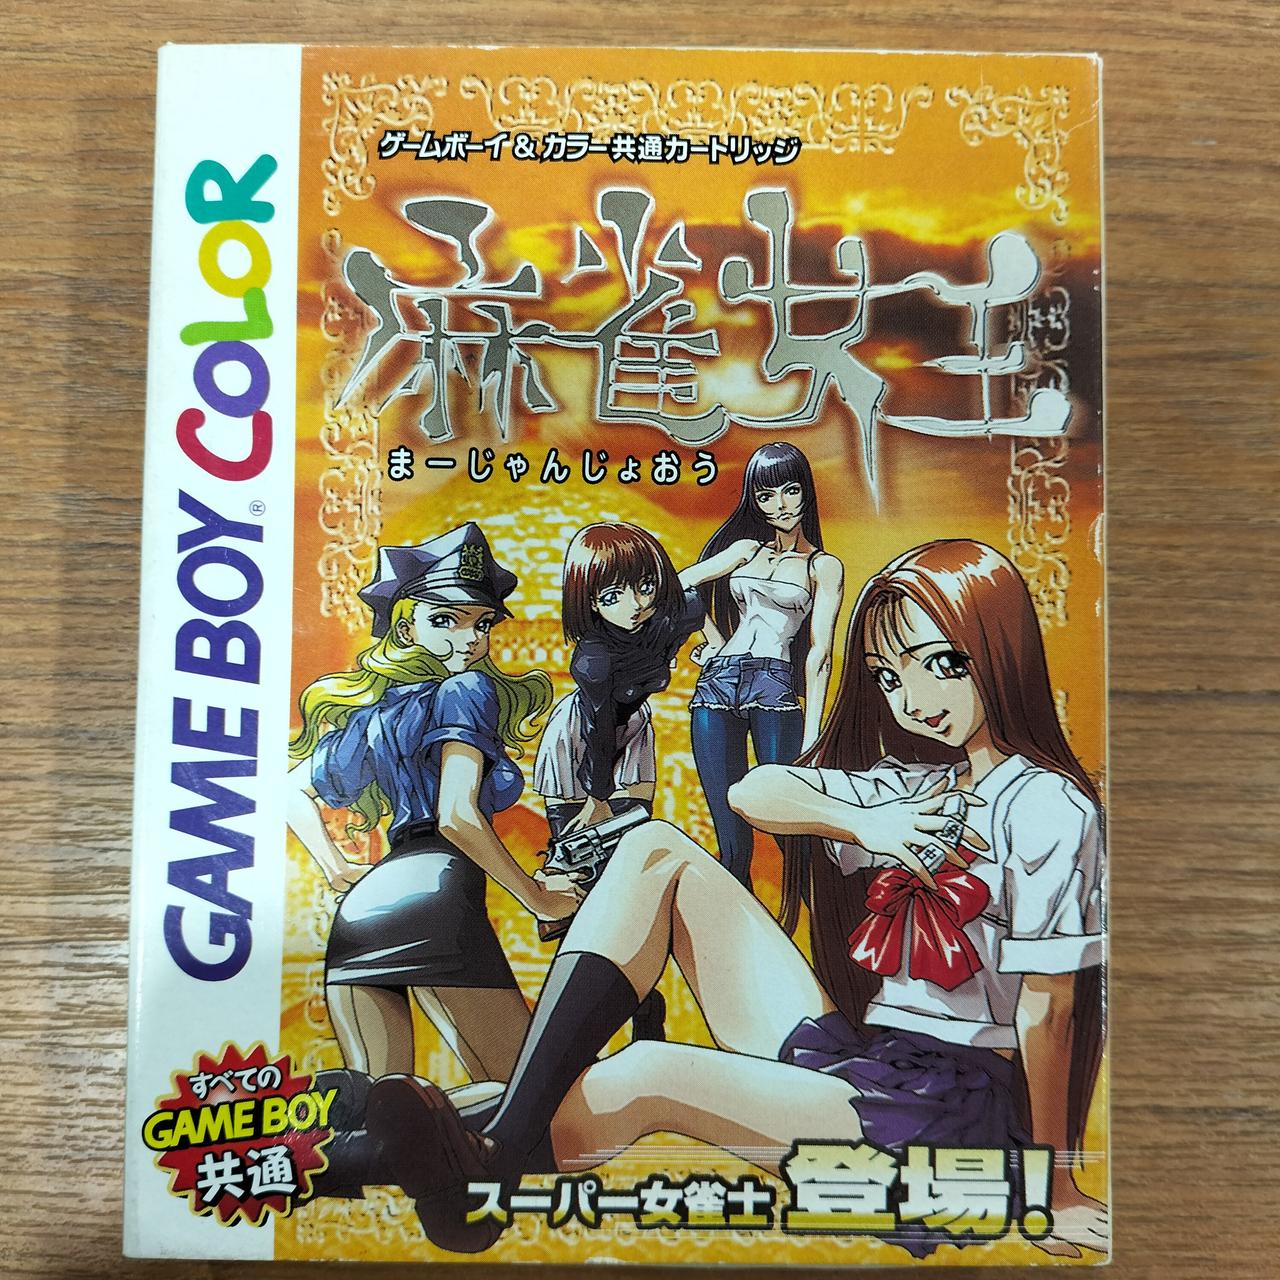 GAME BOY® COLOR
ゲームボーイ&カラー共通カートリッジ
麻雀女王
まーじゃんじょおう
すべての
GAME BOY
共通
スーパー女雀士 登場!